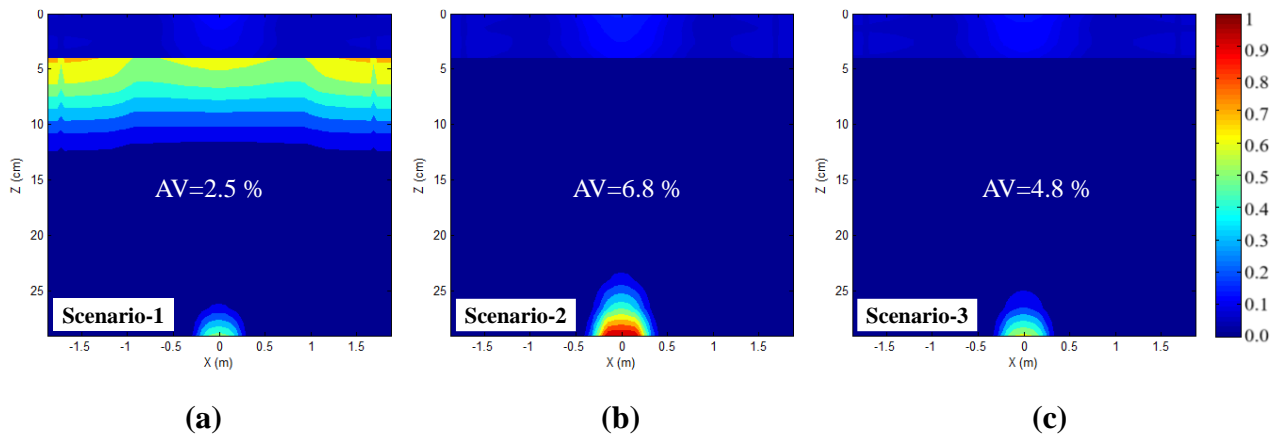 0
5
10
15
20
25
Z (cm)
AV=2.5 %
Scenario-1
-1.5 -1 -0.5 0 0.5 1 1.5
X (m)
(a)
0
5
10
15
20
25
Z (cm)
AV=6.8 %
Scenario-2
-1.5 -1 -0.5 0 0.5 1 1.5
X (m)
(b)
0
5
10
15
20
25
Z (cm)
AV=4.8 %
Scenario-3
-1.5 -1 -0.5 0 0.5 1 1.5
X (m)
(c)
1
0.9
0.8
0.7
0.6
0.5
0.4
0.3
0.2
0.1
0.0